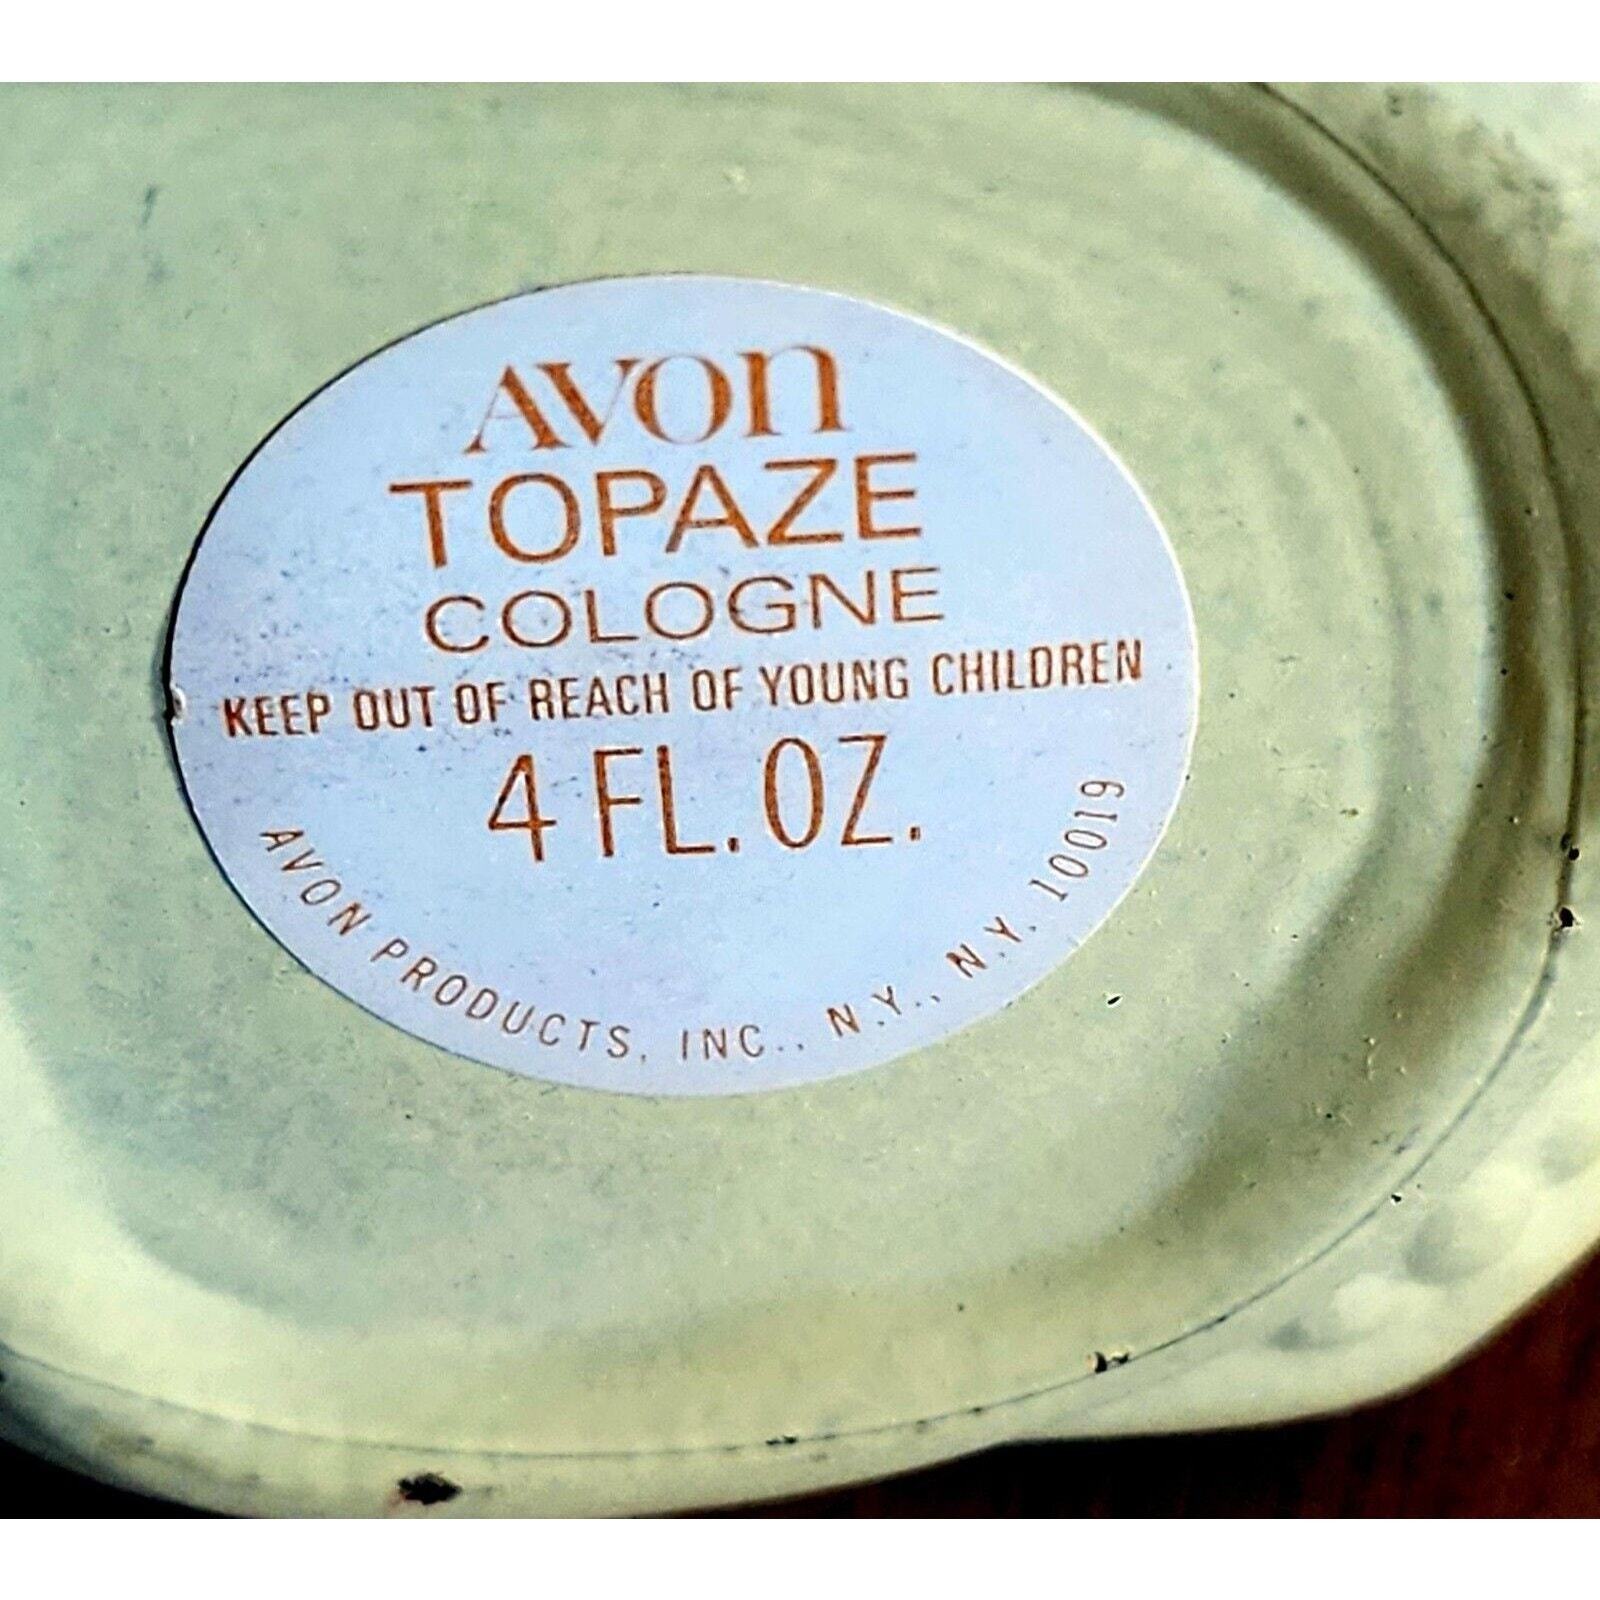 AVON
TOPAZE
COLOGNE
KEEP OUT OF REACH OF YOUNG CHILDREN
4 FL. OZ.
AVON PRODUCTS, INC., N.Y., N.Y. 10019